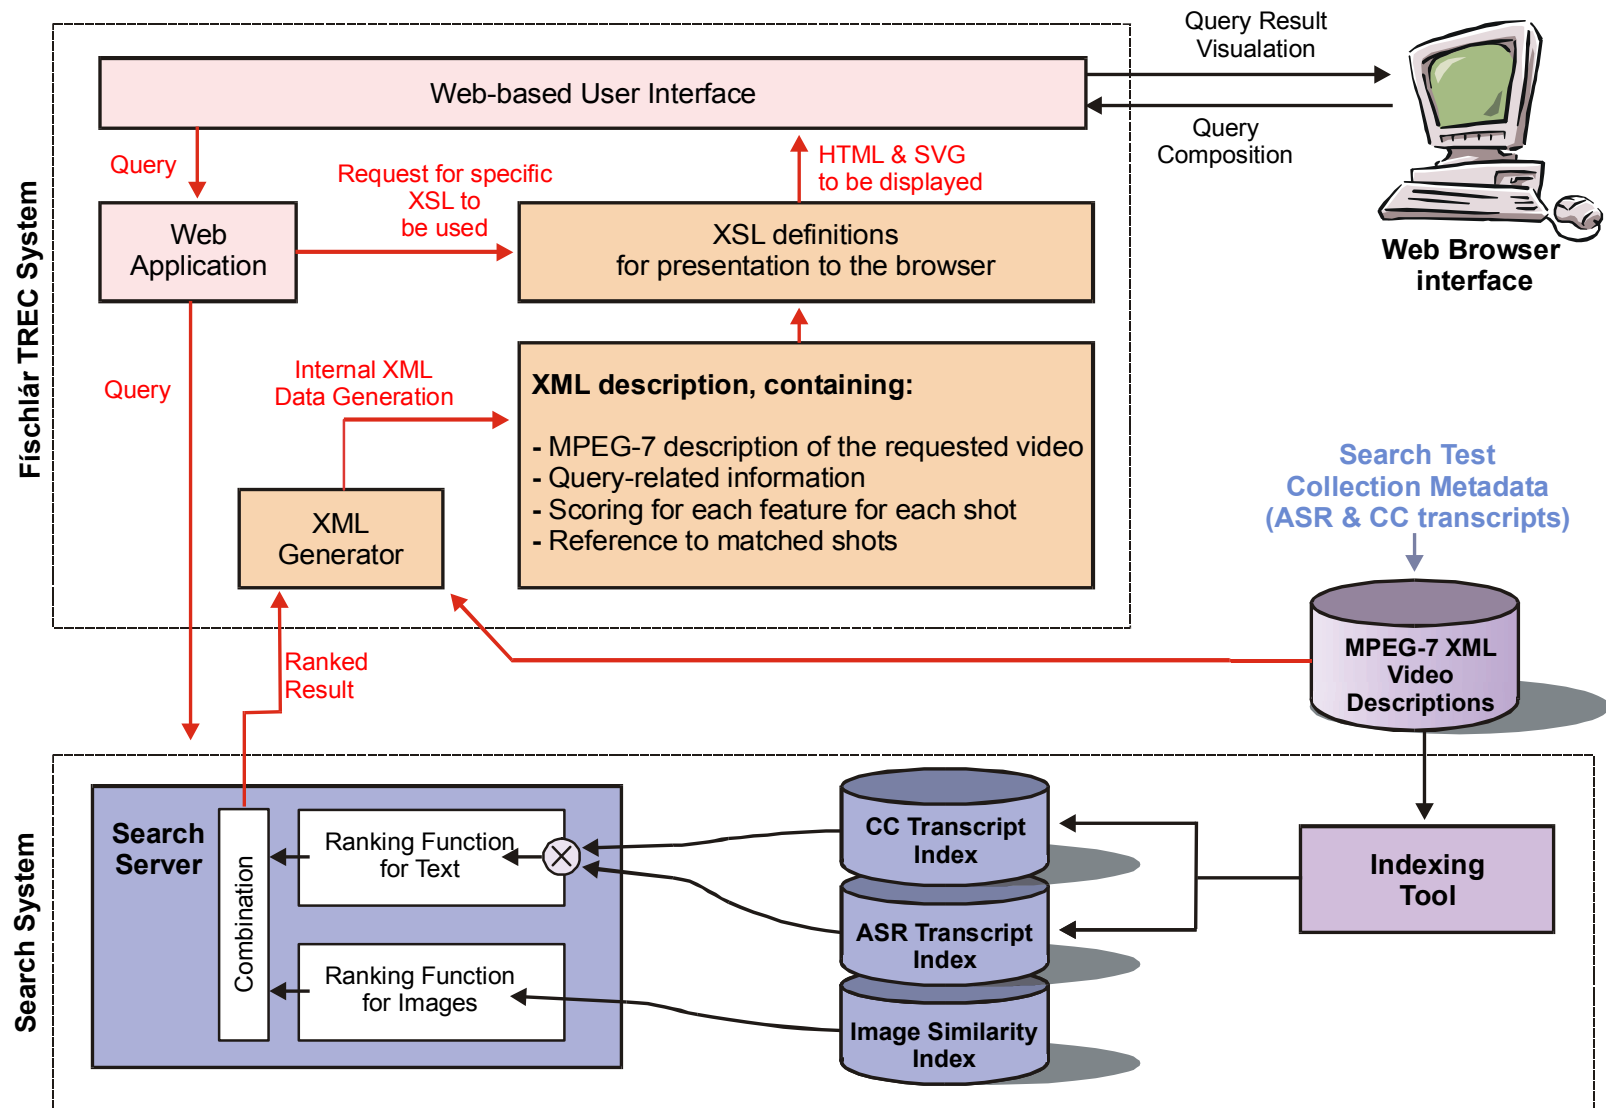 Query Result
Visualation
Web-based User Interface
Query
Composition
Query
Request for specific
XSL to
be used
HTML & SVG
to be displayed
Web
Application
XSL definitions
for presentation to the browser
Web Browser
interface
Físchlár TREC System
Query
Internal XML
Data Generation
XML description, containing:
- MPEG-7 description of the requested video
- Query-related information
- Scoring for each feature for each shot
- Reference to matched shots
XML
Generator
Search Test
Collection Metadata
(ASR & CC transcripts)
Ranked
Result
MPEG-7 XML
Video
Descriptions
Search System
Search
Server
Combination
Ranking Function
for Text
Ranking Function
for Images
CC Transcript
Index
ASR Transcript
Index
Image Similarity
Index
Indexing
Tool